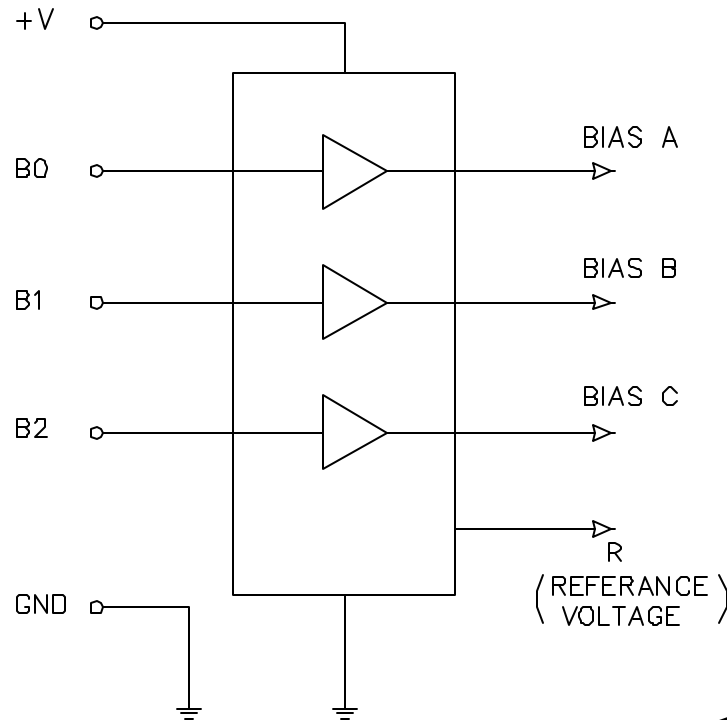 +V
BIAS A
B0
BIAS B
B1
BIAS C
B2
R
(REFERANCE
VOLTAGE)
GND